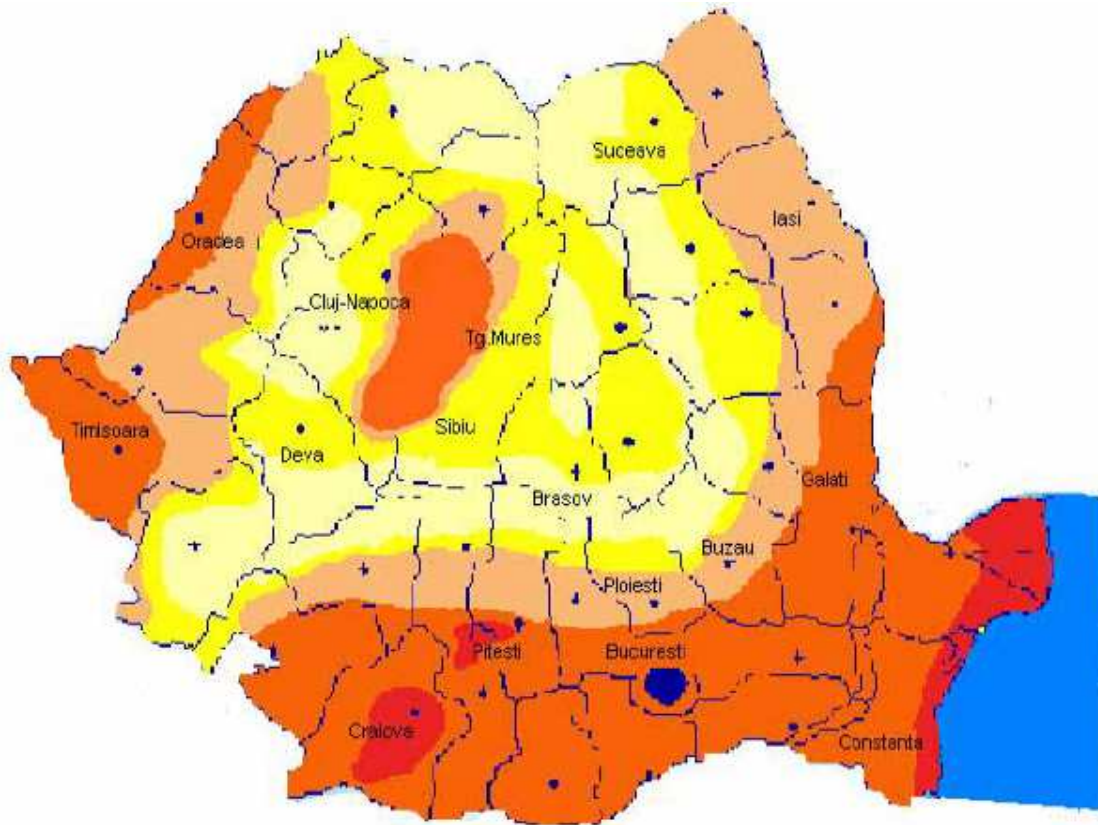 Suceava
Iasi
Oradea
Cluj-Napoca
Tg.Mures
Timisoara
Sibiu
Deva
Galati
Brasov
Buzau
Ploiesti
Pitesti
Bucuresti
Craiova
Constanta